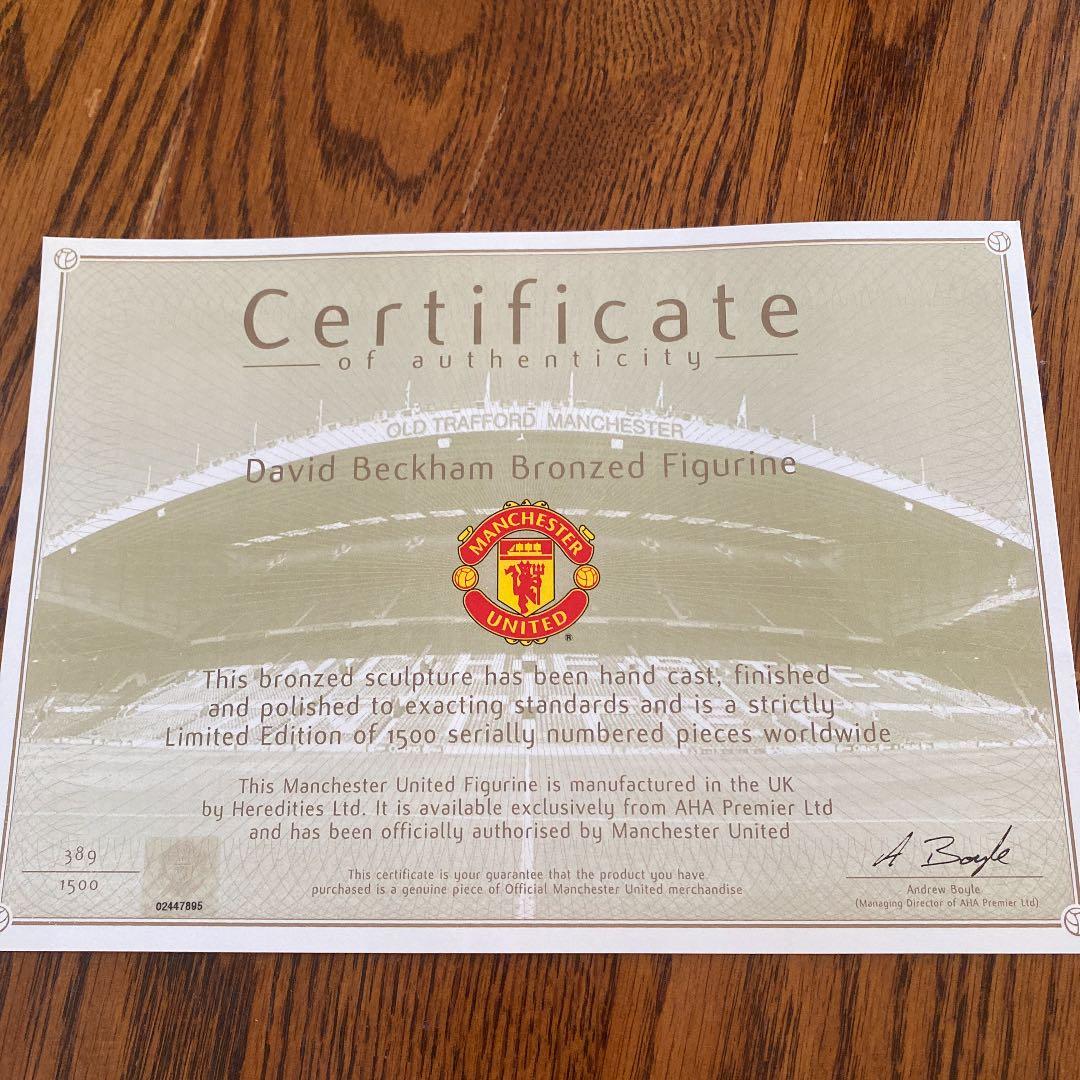 Certificate
of authenticity
OLD TRAFFORD MANCHESTER
David Beckham Bronzed Figurine
MANCHESTER
UNITED
®
This bronzed sculpture has been hand cast, finished
and polished to exacting standards and is a strictly
Limited Edition of 1500 serially numbered pieces worldwide
This Manchester United Figurine is manufactured in the UK
by Heredities Ltd. It is available exclusively from AHA Premier Ltd
and has been officially authorised by Manchester United
389
1500
02447895
This certificate is your guarantee that the product you have
purchased is a genuine piece of Official Manchester United merchandise
A Boyle
Andrew Boyle
(Managing Director of AHA Premier Ltd)